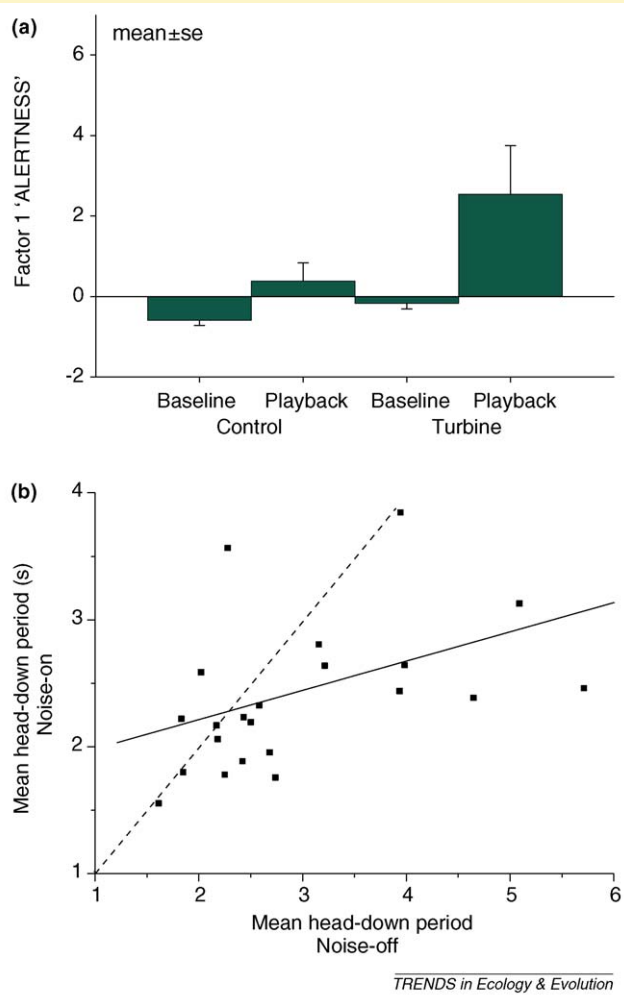 (a)
mean±se
Factor 1 ‘ALERTNESS’
6
4
2
0
-2
Baseline Playback Baseline Playback
Control Turbine
(b)
Mean head-down period (s)
Noise-on
4
3
2
1
1 2 3 4 5 6
Mean head-down period
Noise-off
TRENDS in Ecology & Evolution